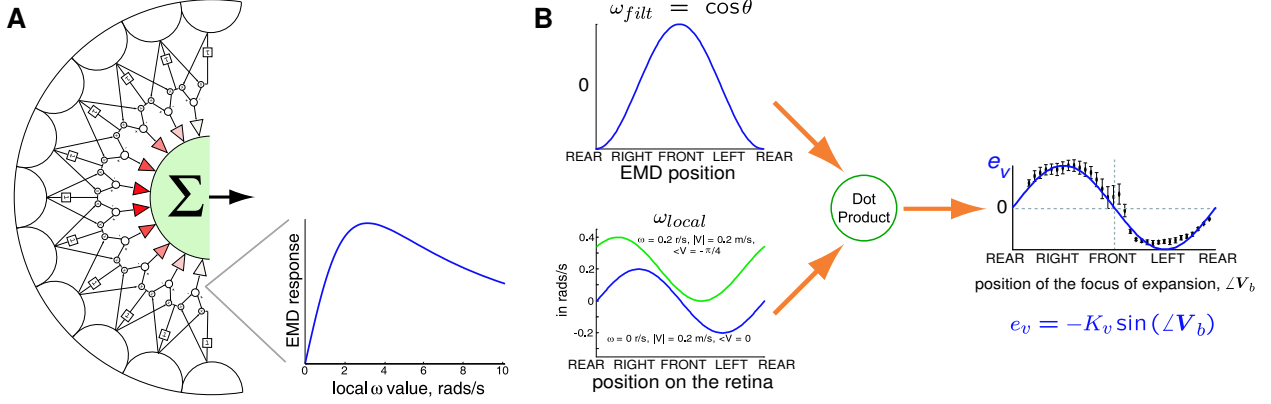 A
Σ
EMD response
0
2
4
6
8
10
local ω value, rads/s
B
ω_filt = cos θ
0
REAR RIGHT FRONT LEFT REAR
EMD position
ω_local
ω = 0.2 r/s, |V| = 0.2 m/s,
<V = -π/4
0.4
0.2
0
-0.2
in rads/s
ω = 0 r/s, |V| = 0.2 m/s, <V = 0
REAR RIGHT FRONT LEFT REAR
position on the retina
Dot
Product
e_v
0
REAR RIGHT FRONT LEFT REAR
position of the focus of expansion, ∠V_b
e_v = −K_v sin (∠V_b)